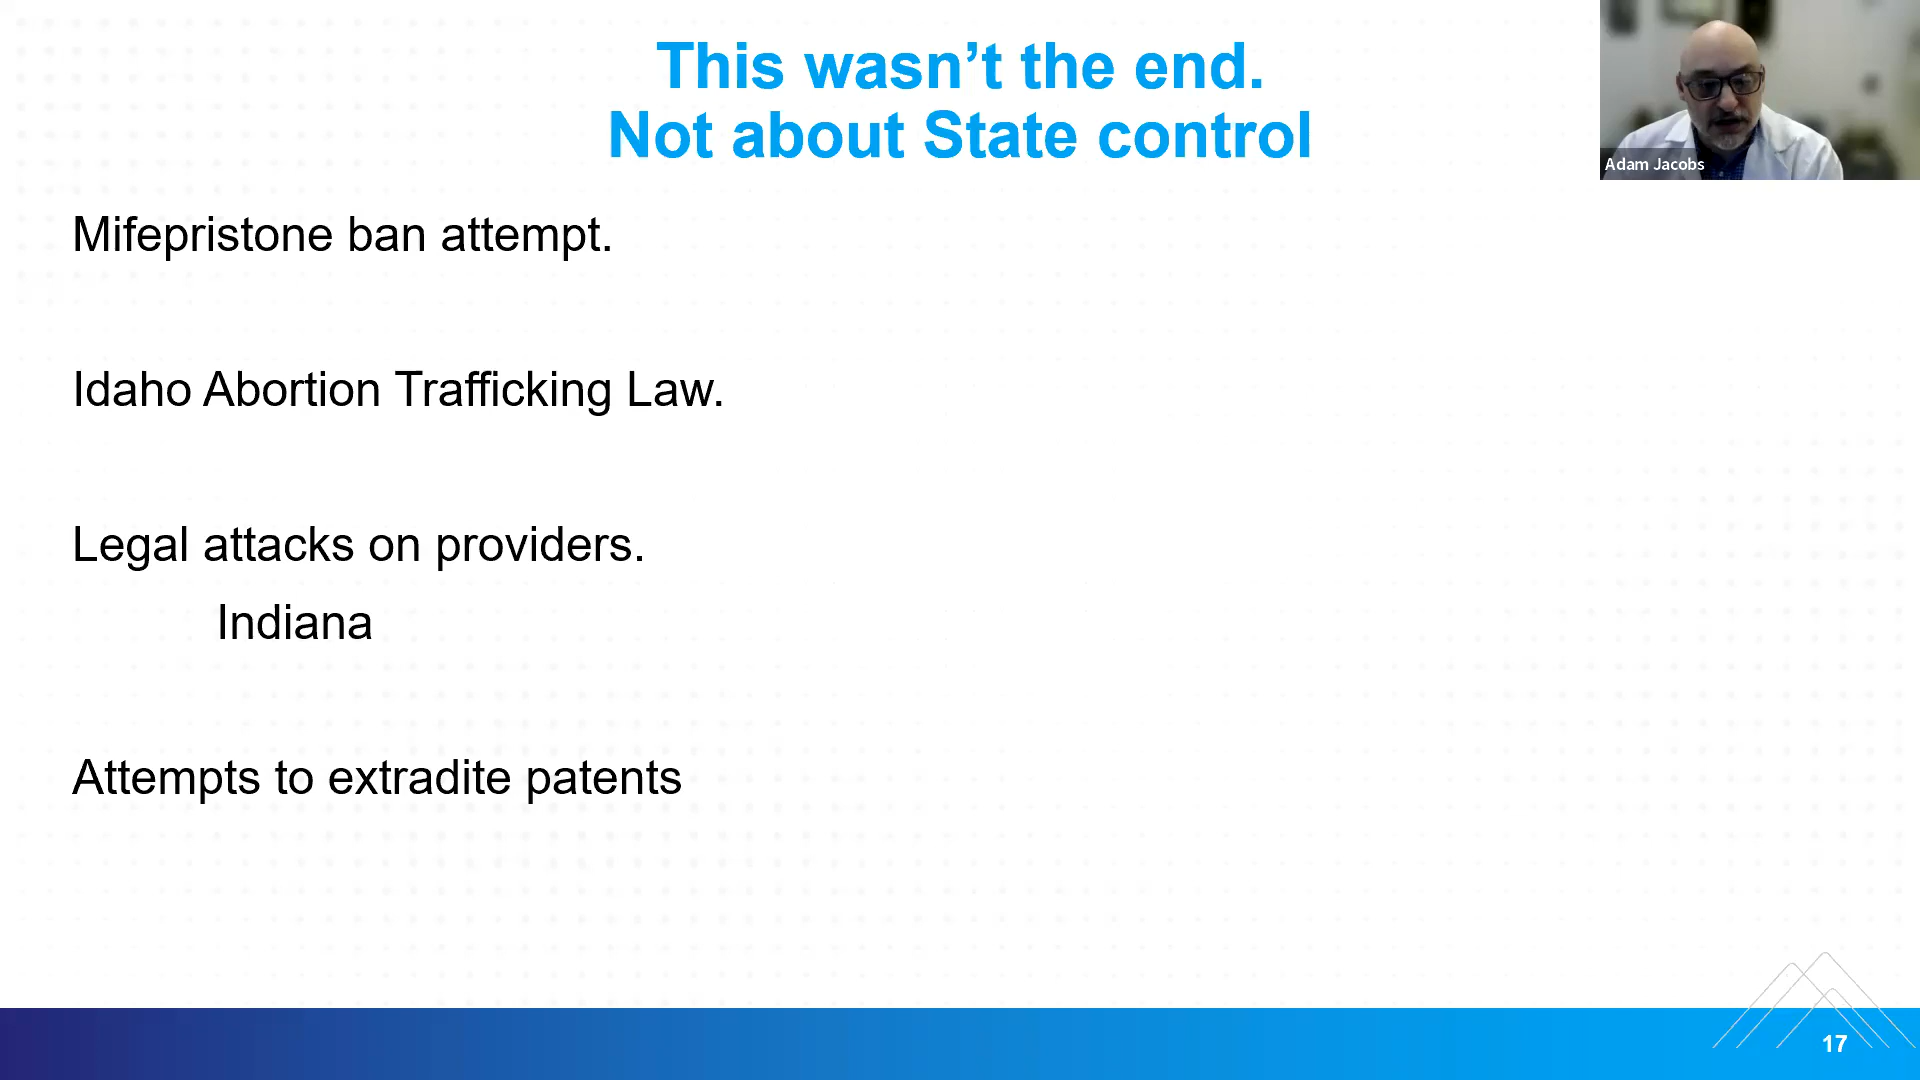 This wasn’t the end.
Not about State control
Adam Jacobs
Mifepristone ban attempt.
Idaho Abortion Trafficking Law.
Legal attacks on providers.
Indiana
Attempts to extradite patents
17